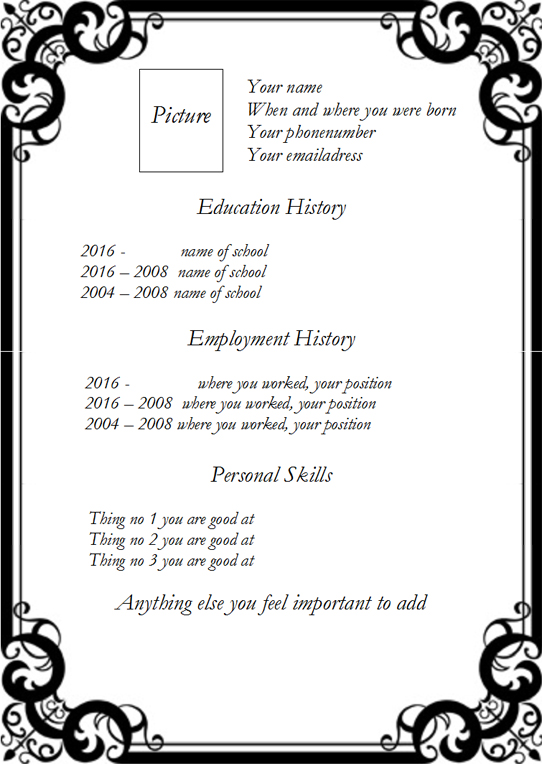 Picture
Your name
When and where you were born
Your phonenumber
Your emailadress
Education History
2016 - name of school
2016 – 2008 name of school
2004 – 2008 name of school
Employment History
2016 - where you worked, your position
2016 – 2008 where you worked, your position
2004 – 2008 where you worked, your position
Personal Skills
Thing no 1 you are good at
Thing no 2 you are good at
Thing no 3 you are good at
Anything else you feel important to add